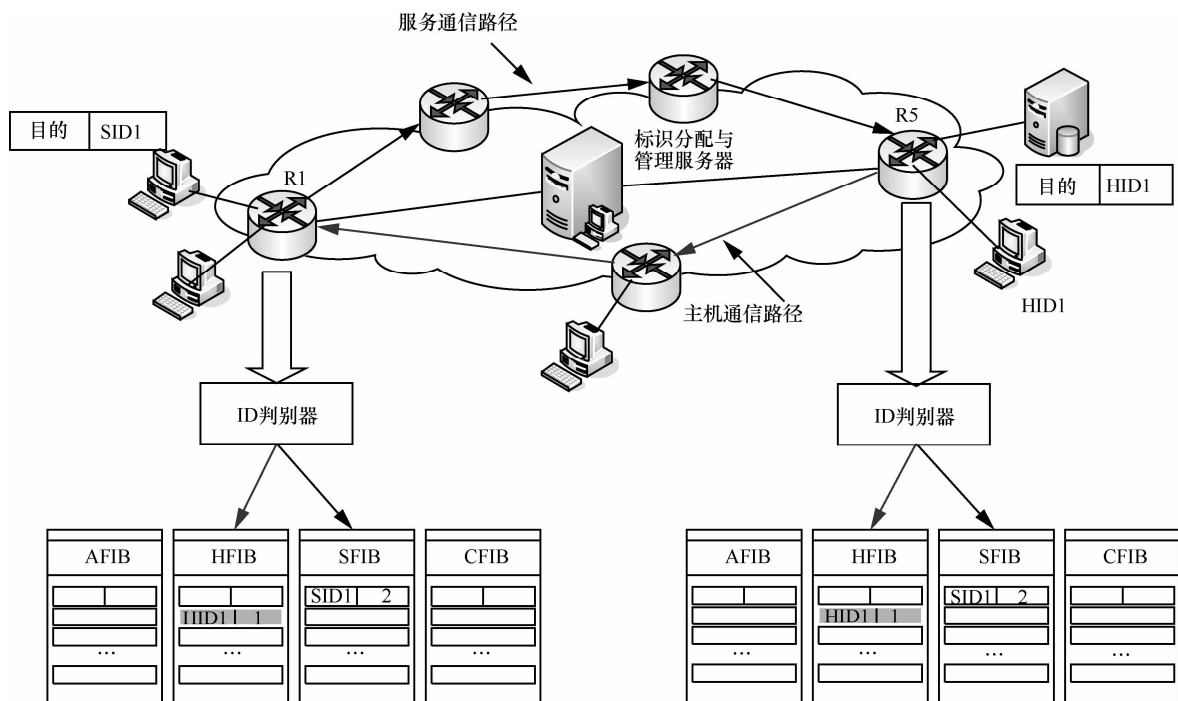 服务通信路径
目的 SID1
标识分配与
管理服务器
R5
R1
目的 HID1
HID1
主机通信路径
ID判别器
ID判别器
AFIB HFIB SFIB CFIB
SID1 2
HID1 1
... ... ... ...
AFIB HFIB SFIB CFIB
SID1 2
HID1 1
... ... ... ...